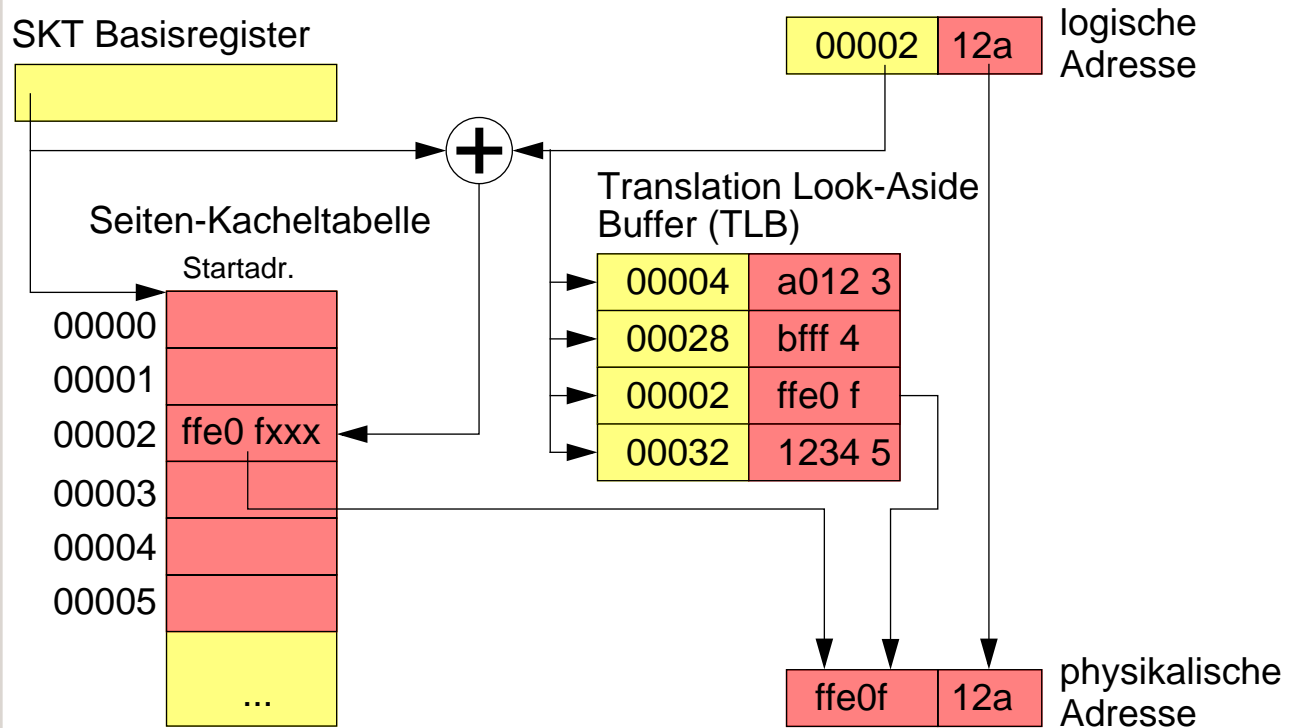 SKT Basisregister
00002 12a
logische
Adresse
Translation Look-Aside
Buffer (TLB)
Seiten-Kacheltabelle
Startadr.
00004 a012 3
00028 bfff 4
00002 ffe0 f
00032 1234 5
00000
00001
00002 ffe0 fxxx
00003
00004
00005
...
ffe0f 12a
physikalische
Adresse